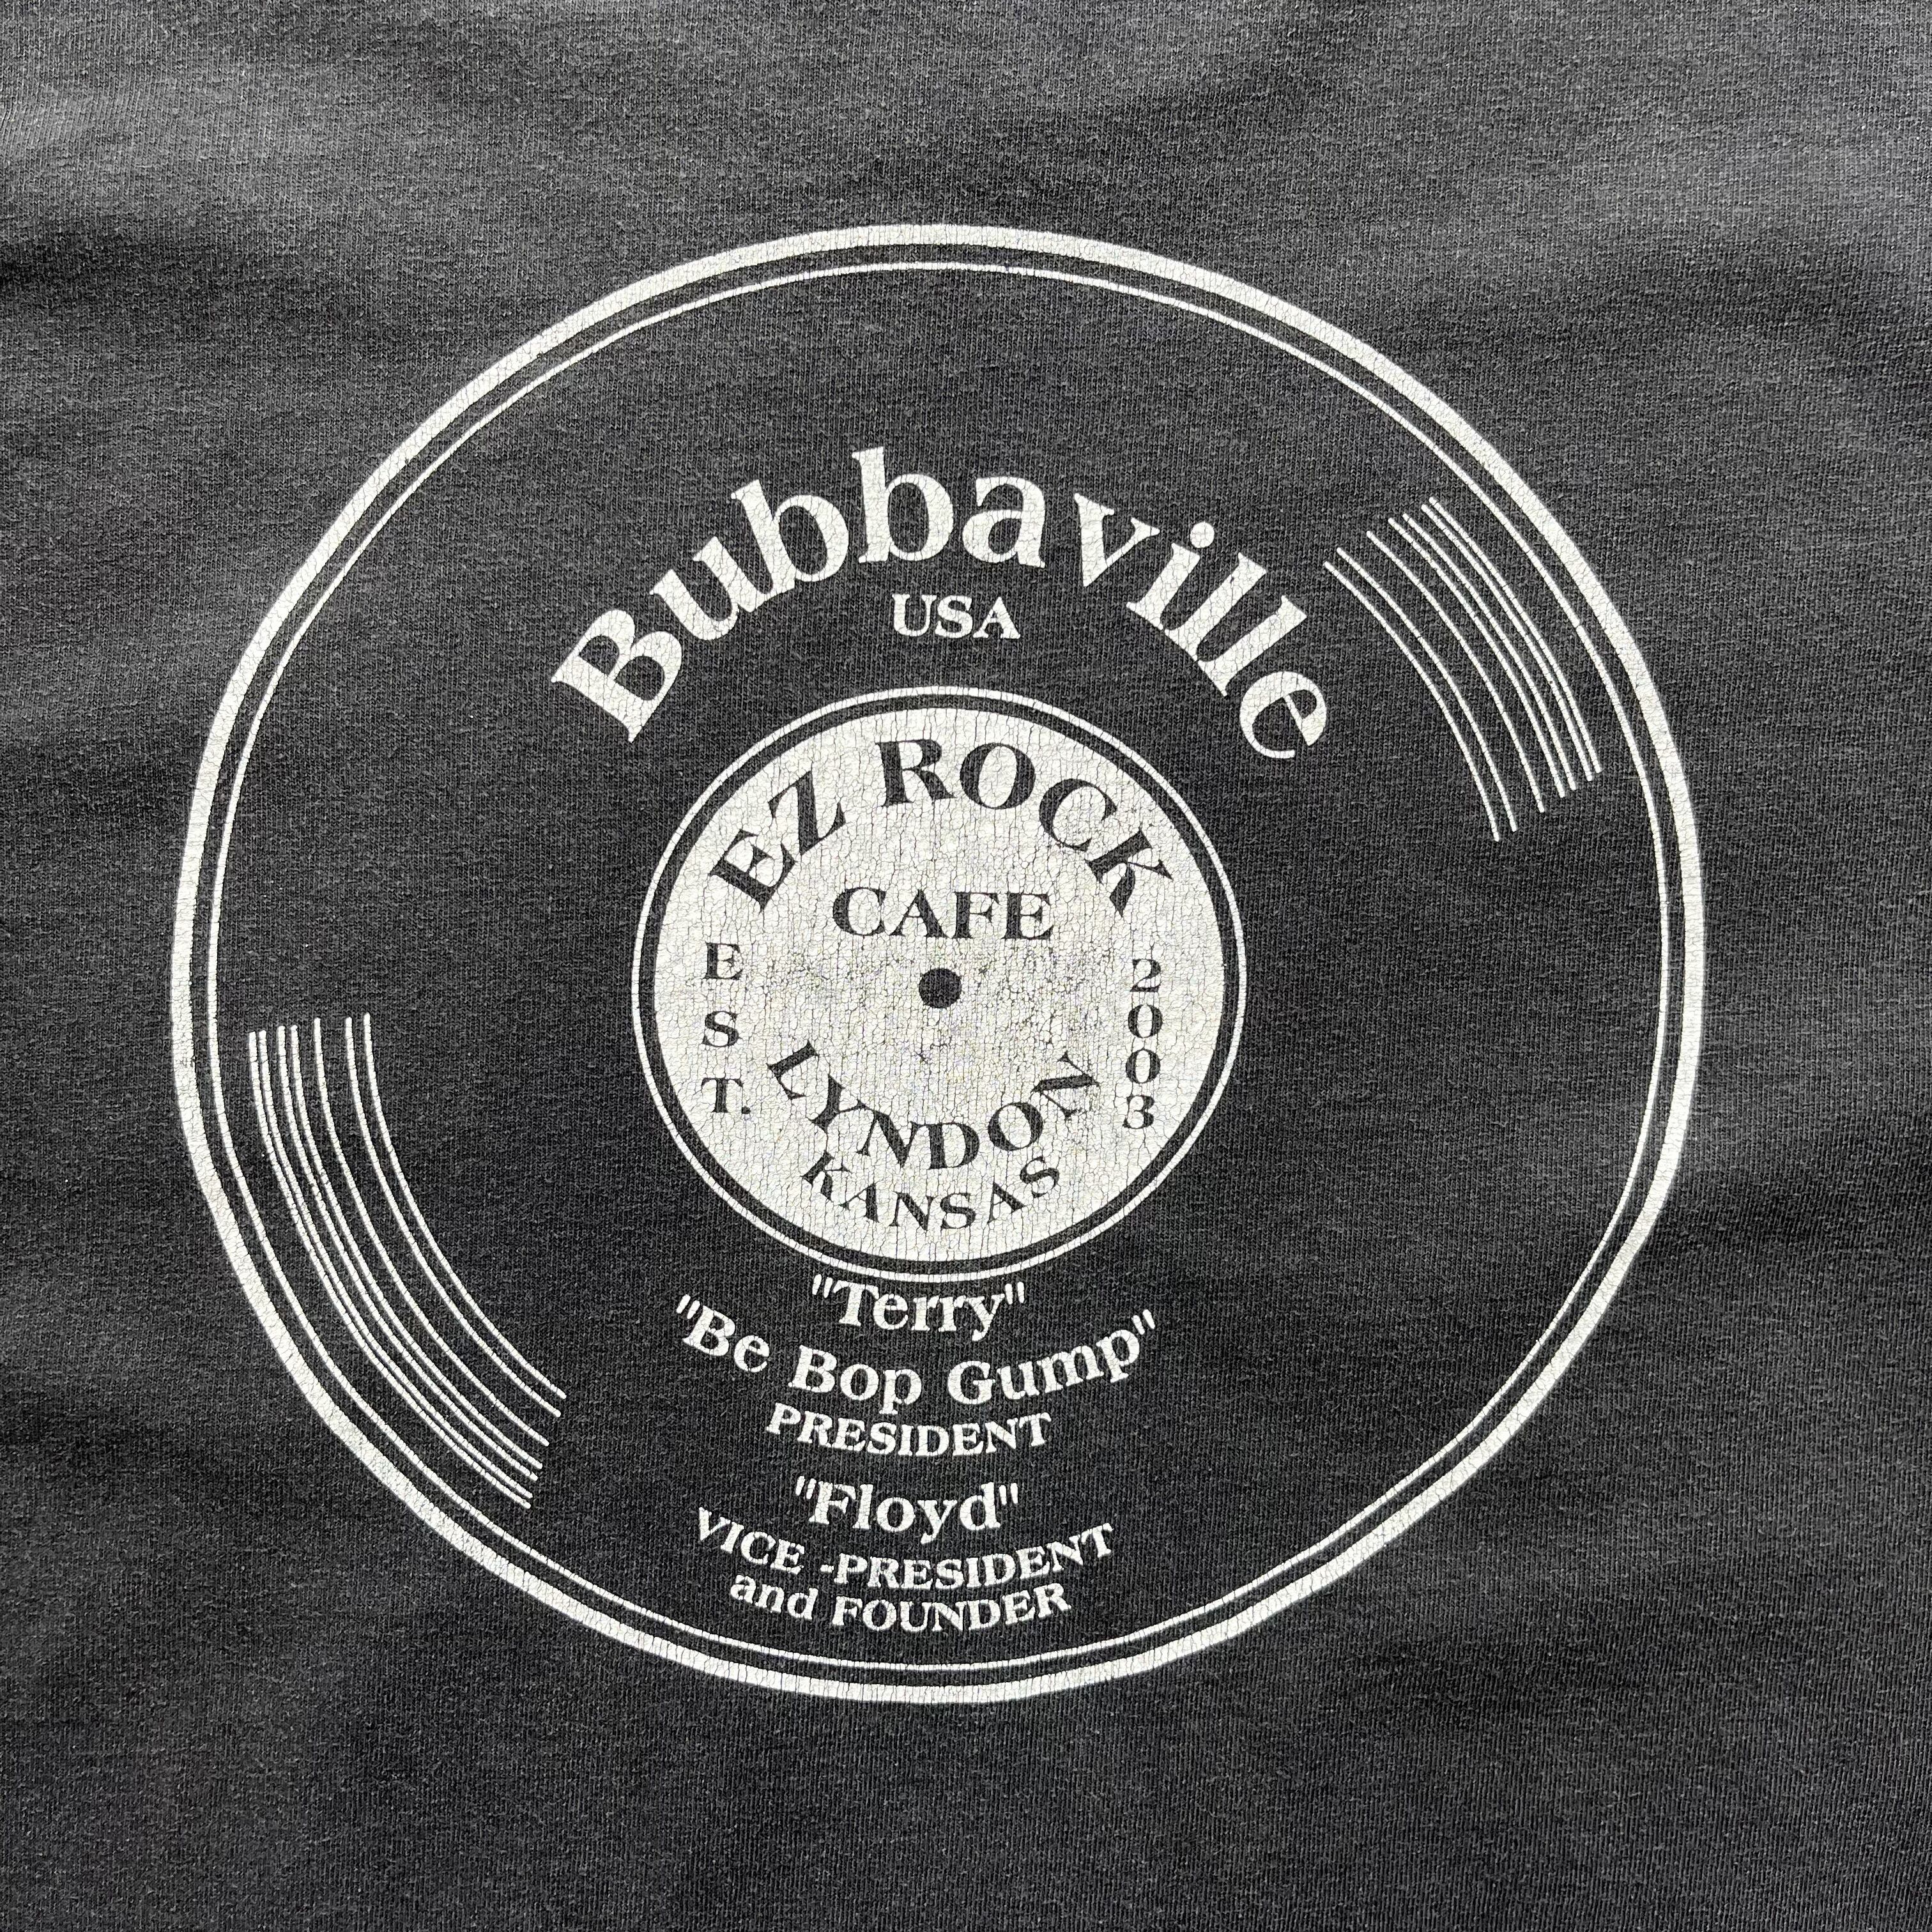 Bubbaville
USA
EZ ROCK
CAFE
EST.
2003
LYNDON
KANSAS
"Terry"
"Be Bop Gump"
PRESIDENT
"Floyd"
VICE -PRESIDENT
and FOUNDER